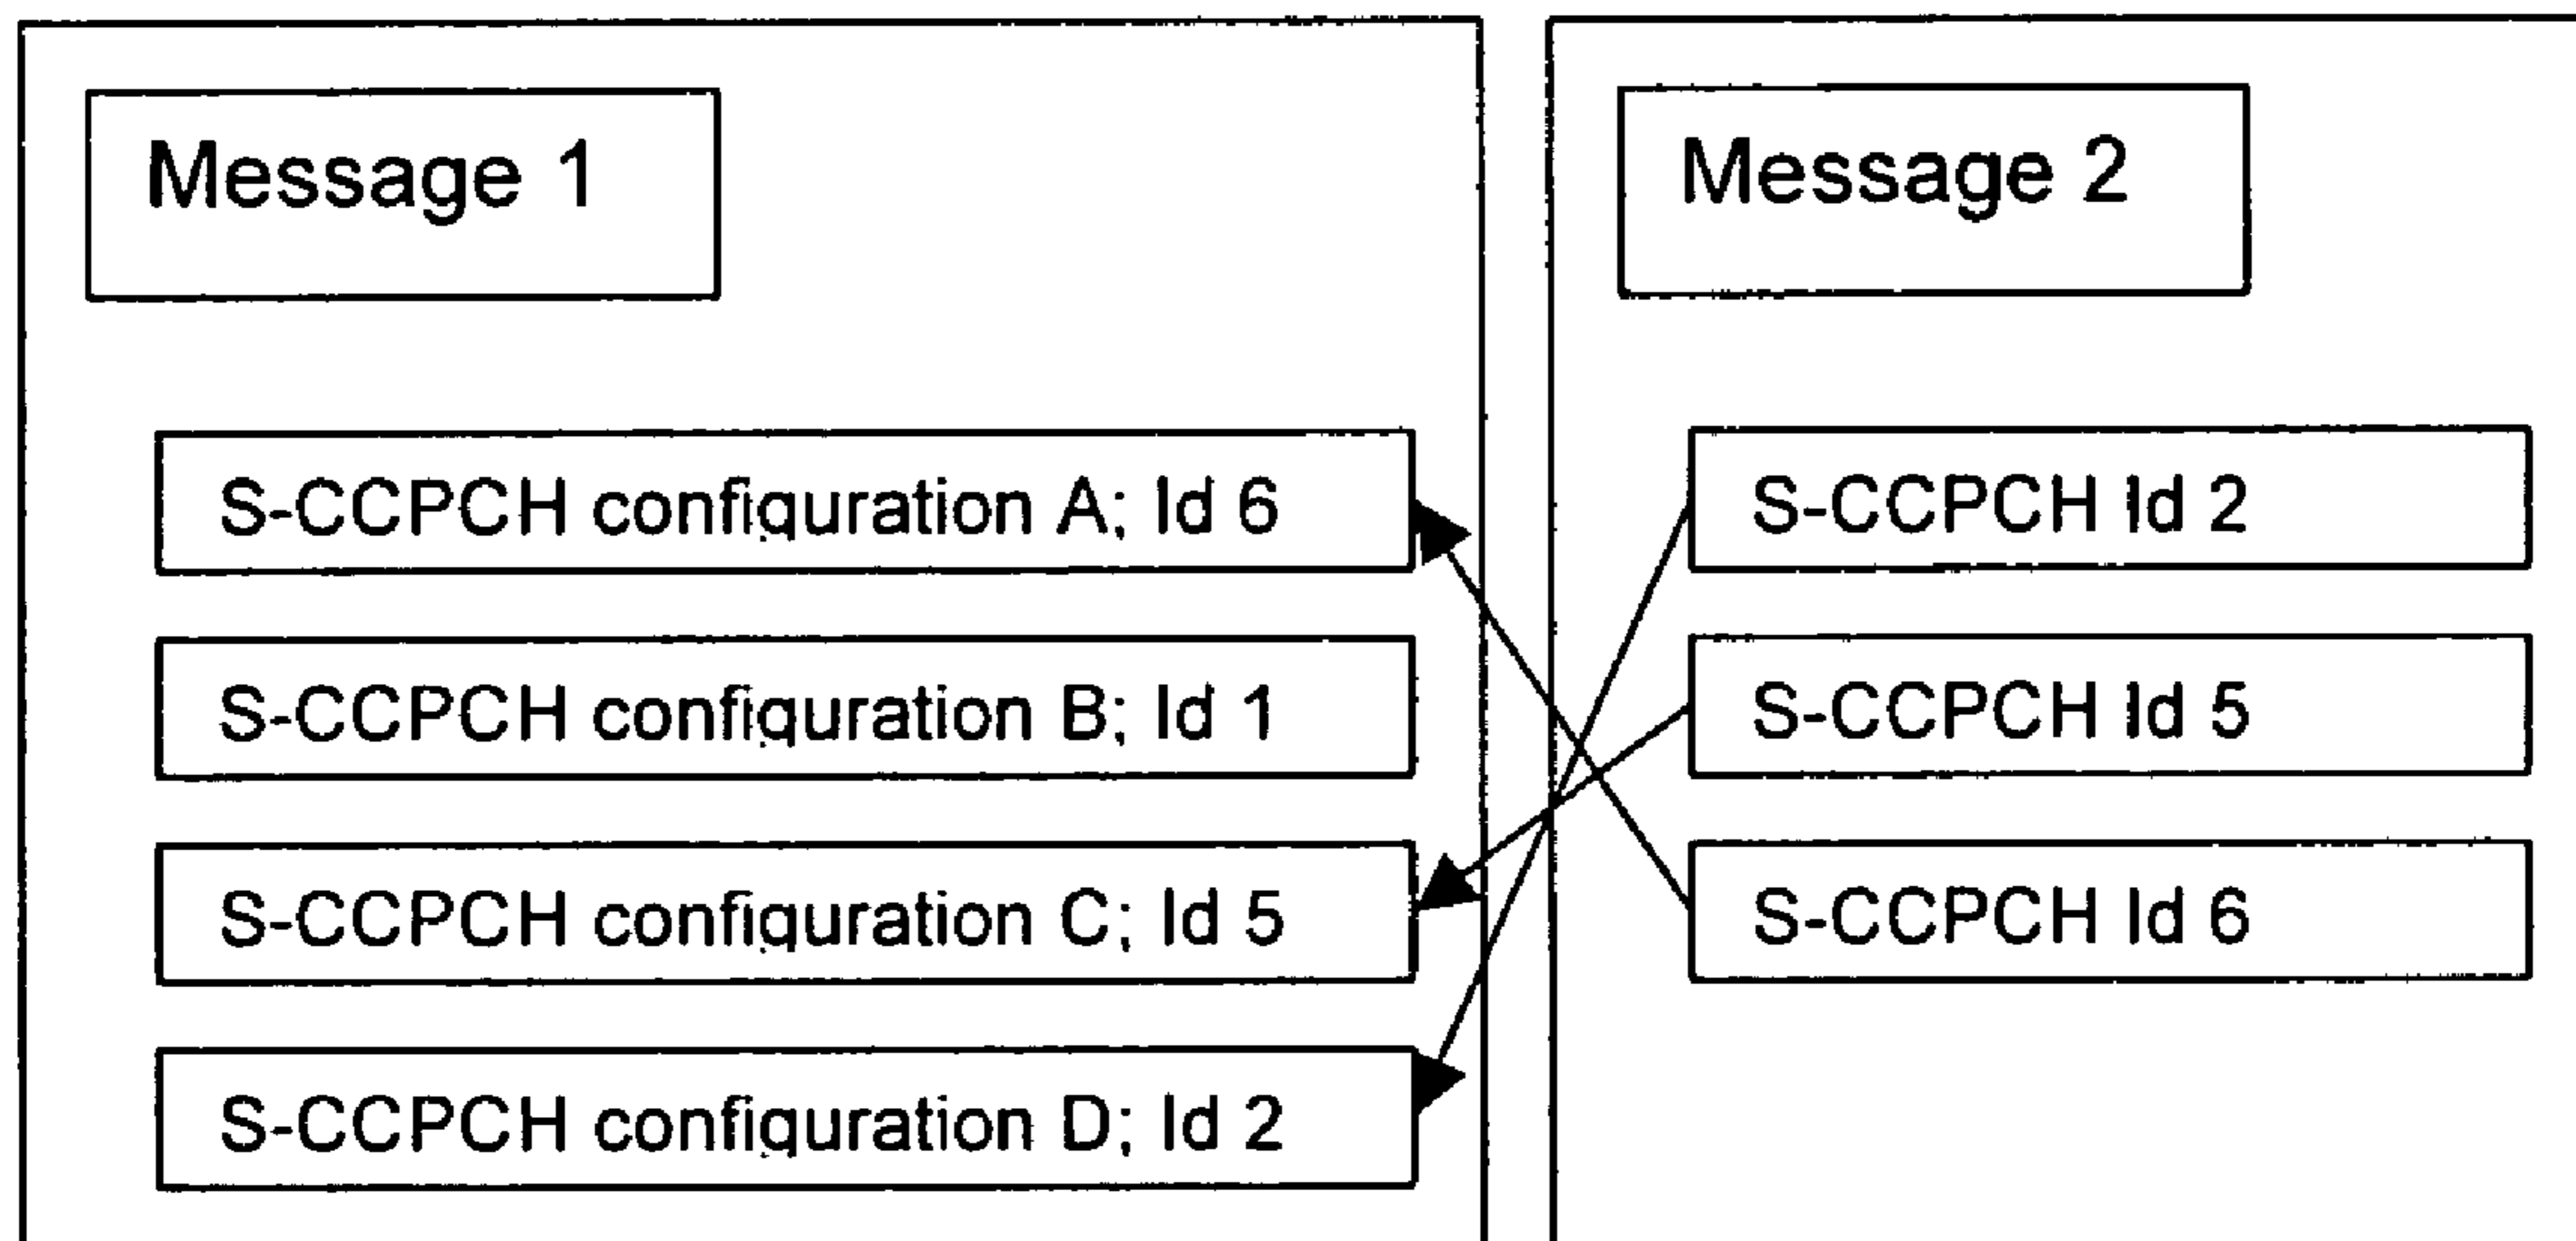 Message 1
S-CCPCH configuration A; Id 6
S-CCPCH configuration B; Id 1
S-CCPCH configuration C; Id 5
S-CCPCH configuration D; Id 2
Message 2
S-CCPCH Id 2
S-CCPCH Id 5
S-CCPCH Id 6